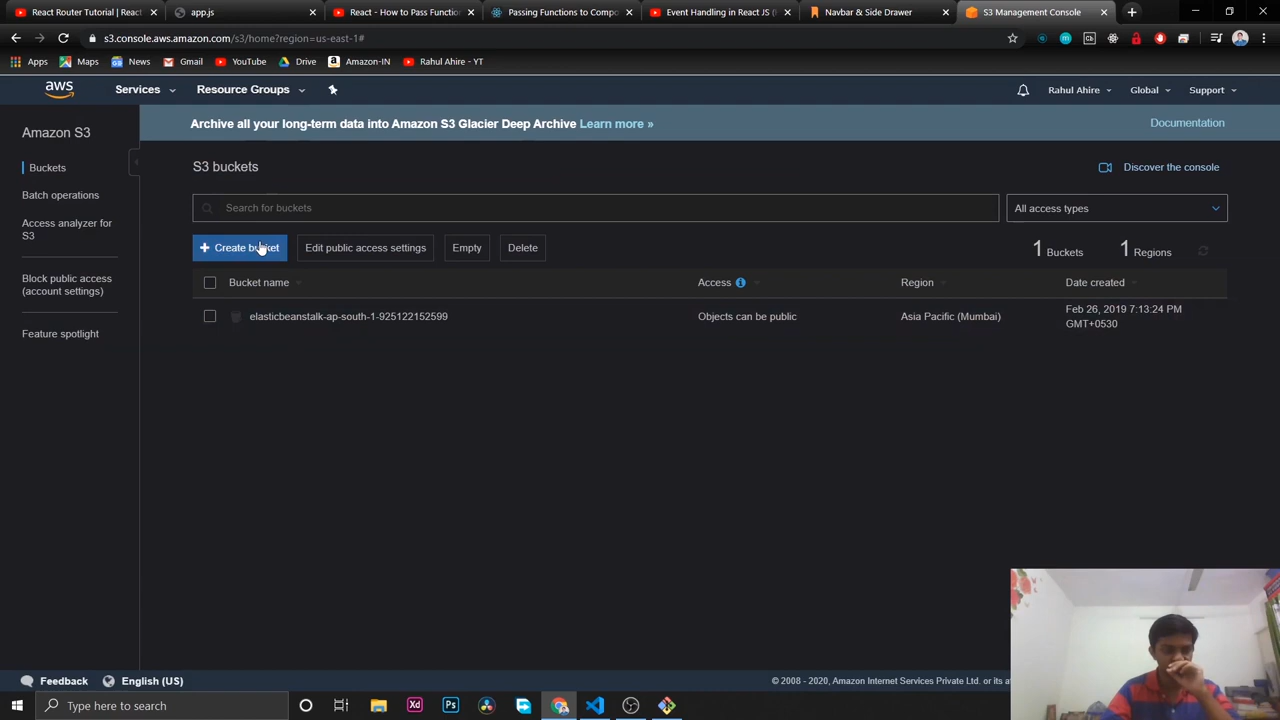 React Router Tutorial | Reac
app.js
React - How to Pass Functio
Passing Functions to Compo
Event Handling in React JS (
Navbar & Side Drawer
S3 Management Console
s3.console.aws.amazon.com/s3/home?region=us-east-1#
Apps
Maps
News
Gmail
YouTube
Drive
Amazon-IN
Rahul Ahire - YT
aws
Services
Resource Groups
Rahul Ahire
Global
Support
Amazon S3
Archive all your long-term data into Amazon S3 Glacier Deep Archive Learn more »
Documentation
Buckets
Batch operations
Access analyzer for
S3
Block public access
(account settings)
Feature spotlight
S3 buckets
Discover the console
Search for buckets
All access types
+ Create bucket
Edit public access settings
Empty
Delete
1 Buckets
1 Regions
Bucket name
Access
Region
Date created
elasticbeanstalk-ap-south-1-925122152599
Objects can be public
Asia Pacific (Mumbai)
Feb 26, 2019 7:13:24 PM
GMT+0530
Feedback
English (US)
© 2008 - 2020, Amazon Internet Services Private Ltd. or its
Type here to search
Xd
Ps